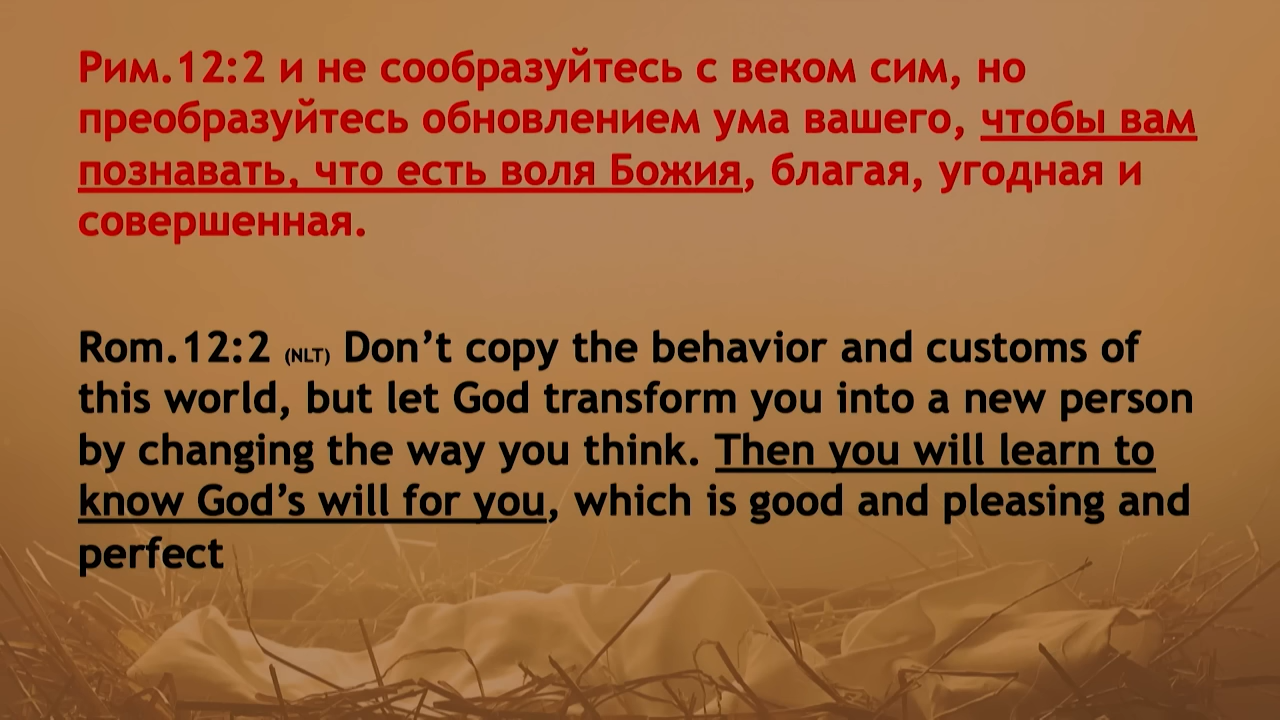 Рим.12:2 и не сообразуйтесь с веком сим, но
преобразуйтесь обновлением ума вашего, чтобы вам
познавать, что есть воля Божия, благая, угодная и
совершенная.
Rom.12:2 (NLT) Don’t copy the behavior and customs of
this world, but let God transform you into a new person
by changing the way you think. Then you will learn to
know God’s will for you, which is good and pleasing and
perfect